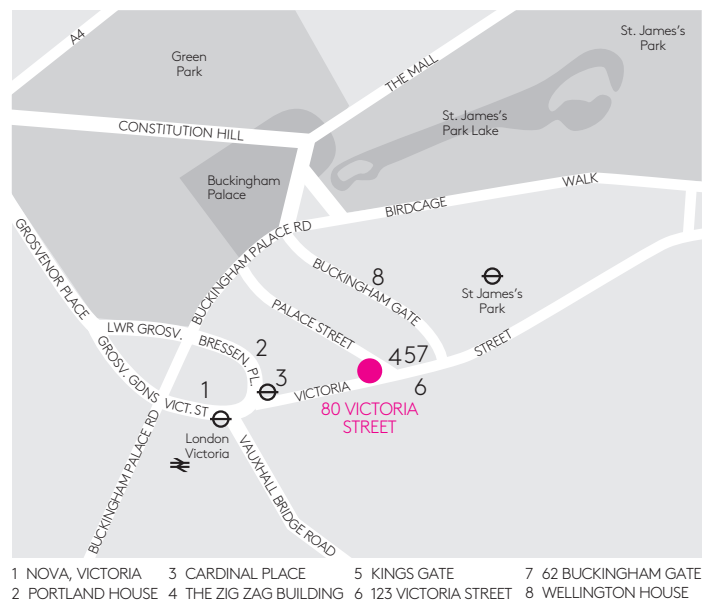 A4
Green
Park
St. James's
Park
THE MALL
CONSTITUTION HILL
St. James's
Park Lake
Buckingham
Palace
WALK
BIRDCAGE
GROSVENOR PLACE
BUCKINGHAM PALACE RD
BUCKINGHAM GATE
8
St James's
Park
PALACE STREET
LWR GROSV.
BRESSEN. PL.
2
457
STREET
GROSV. GDNS
1
3
VICTORIA
6
VICT. ST
80 VICTORIA
STREET
London
Victoria
BUCKINGHAM PALACE RD
VAUXHALL BRIDGE ROAD
1 NOVA, VICTORIA 3 CARDINAL PLACE 5 KINGS GATE 7 62 BUCKINGHAM GATE
2 PORTLAND HOUSE 4 THE ZIG ZAG BUILDING 6 123 VICTORIA STREET 8 WELLINGTON HOUSE